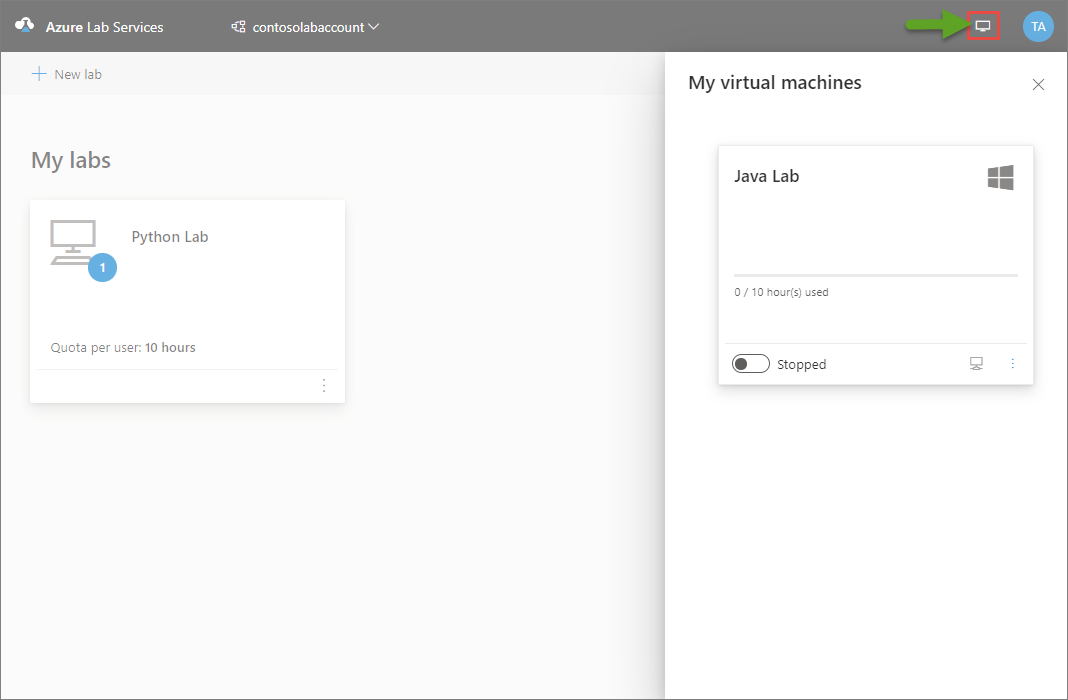 Azure Lab Services
contosolabaccount
TA
New lab
My virtual machines
My labs
Java Lab
Python Lab
1
0 / 10 hour(s) used
Quota per user: 10 hours
Stopped